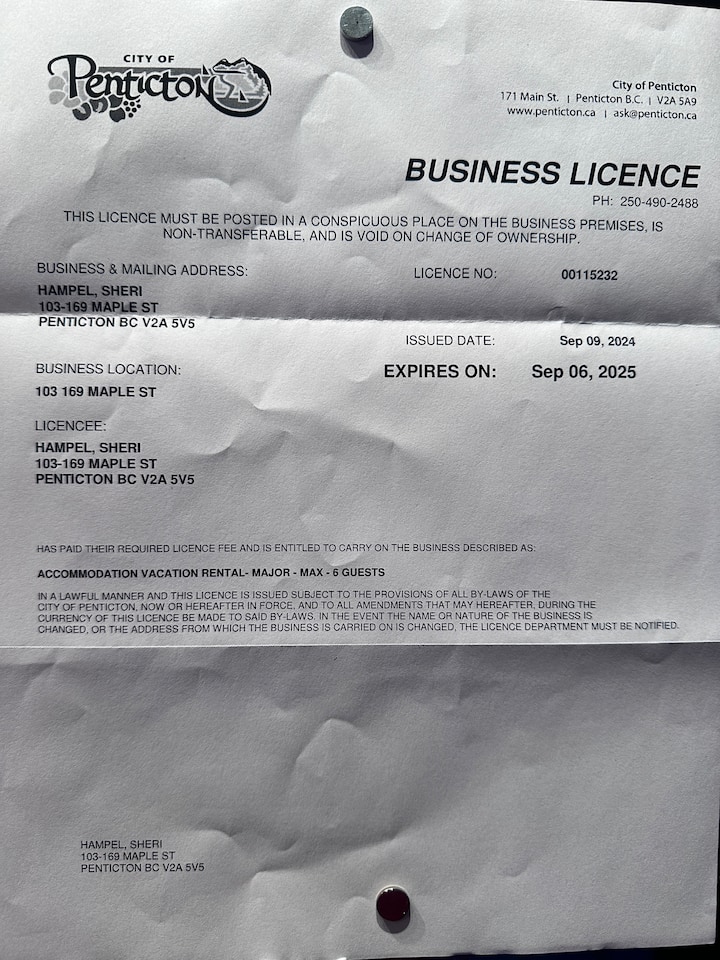 CITY OF
Penticton
City of Penticton
171 Main St. | Penticton B.C. | V2A 5A9
www.penticton.ca | ask@penticton.ca
BUSINESS LICENCE
PH: 250-490-2488
THIS LICENCE MUST BE POSTED IN A CONSPICUOUS PLACE ON THE BUSINESS PREMISES, IS
NON-TRANSFERABLE, AND IS VOID ON CHANGE OF OWNERSHIP.
BUSINESS & MAILING ADDRESS:
HAMPEL, SHERI
103-169 MAPLE ST
PENTICTON BC V2A 5V5
LICENCE NO: 00115232
ISSUED DATE: Sep 09, 2024
EXPIRES ON: Sep 06, 2025
BUSINESS LOCATION:
103 169 MAPLE ST
LICENCEE:
HAMPEL, SHERI
103-169 MAPLE ST
PENTICTON BC V2A 5V5
HAS PAID THEIR REQUIRED LICENCE FEE AND IS ENTITLED TO CARRY ON THE BUSINESS DESCRIBED AS:
ACCOMMODATION VACATION RENTAL- MAJOR - MAX - 6 GUESTS
IN A LAWFUL MANNER AND THIS LICENCE IS ISSUED SUBJECT TO THE PROVISIONS OF ALL BY-LAWS OF THE
CITY OF PENTICTON, NOW OR HEREAFTER IN FORCE, AND TO ALL AMENDMENTS THAT MAY HEREAFTER, DURING THE
CURRENCY OF THIS LICENCE BE MADE TO SAID BY-LAWS. IN THE EVENT THE NAME OR NATURE OF THE BUSINESS IS
CHANGED, OR THE ADDRESS FROM WHICH THE BUSINESS IS CARRIED ON IS CHANGED, THE LICENCE DEPARTMENT MUST BE NOTIFIED.
HAMPEL, SHERI
103-169 MAPLE ST
PENTICTON BC V2A 5V5